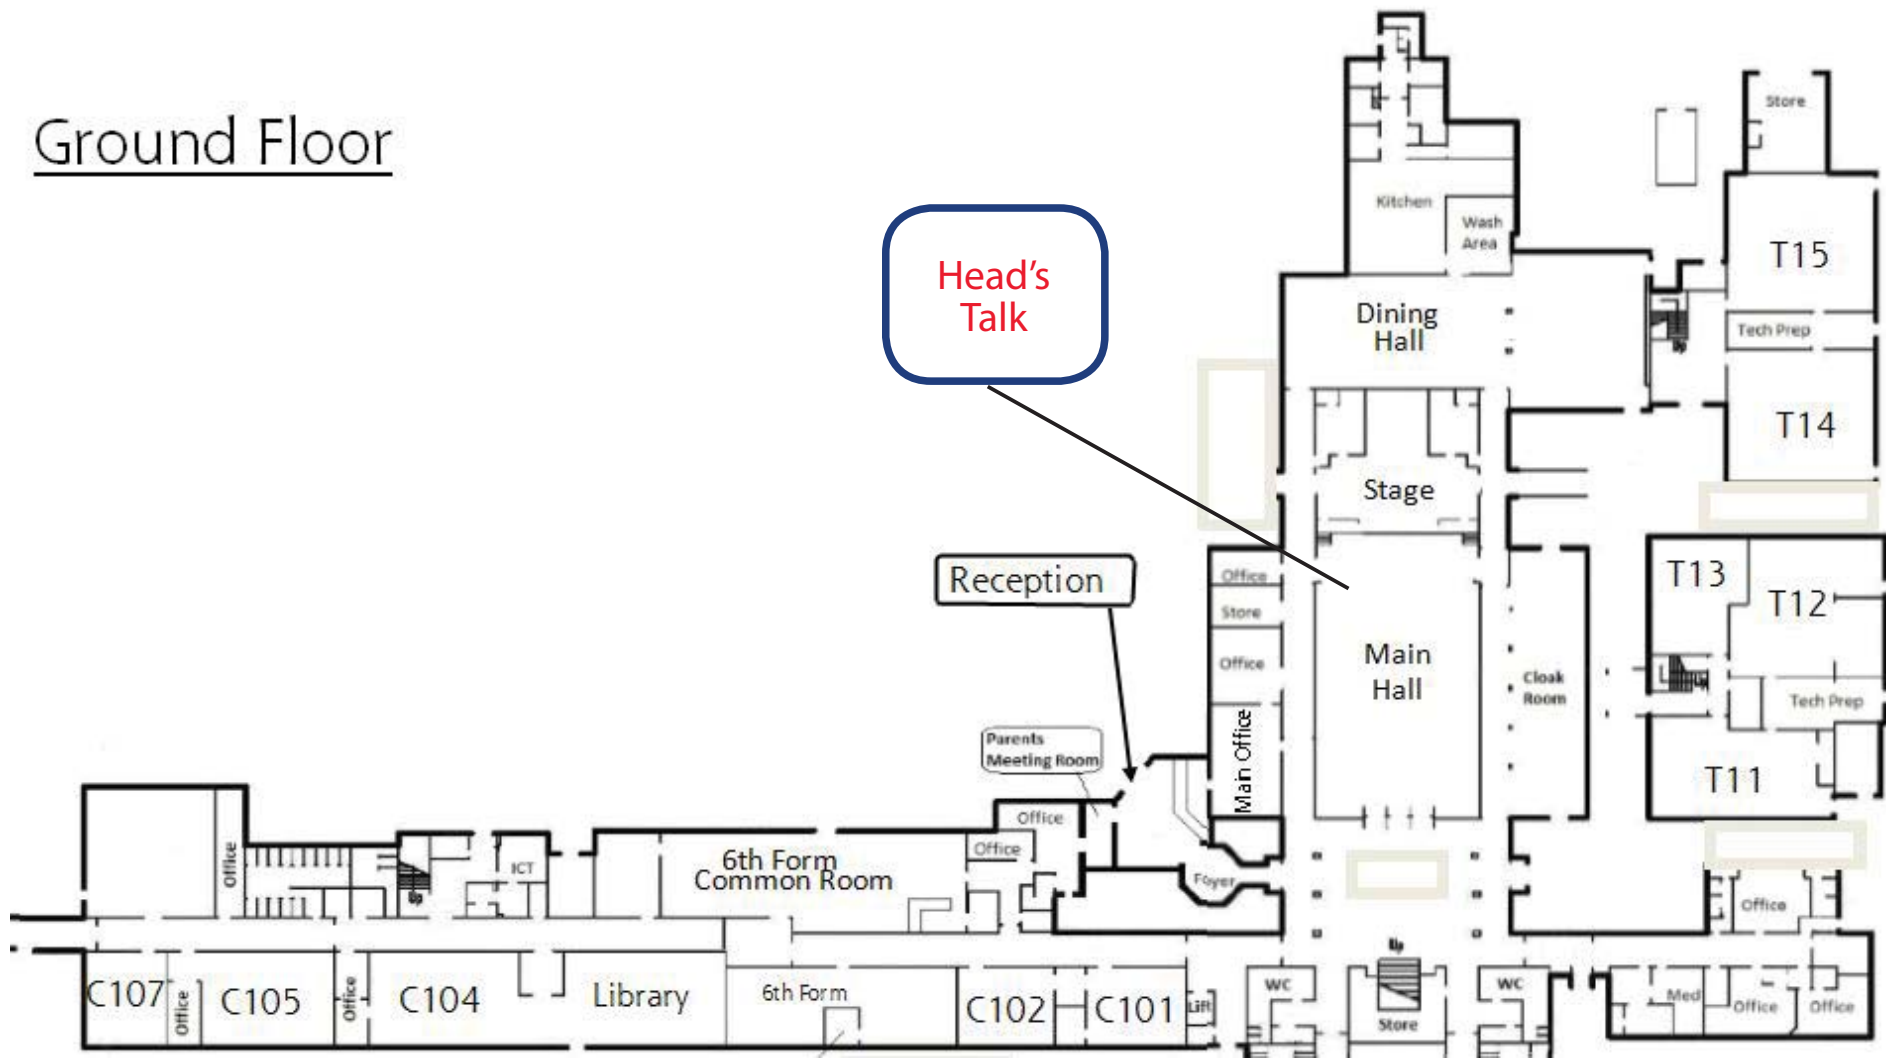 Ground Floor
Store
Kitchen
Wash
Area
T15
Head's
Talk
Dining
Hall
Tech Prep
Up
T14
Stage
Reception
Office
Store
Office
Main Office
Main
Hall
Cloak
Room
T13
T12
Tech Prep
T11
Parents
Meeting Room
Office
Office
6th Form
Common Room
Foyer
Office
Up
ICT
Office
Up
C107
Office
C105
Office
C104
Library
6th Form
C102
C101
Lift
WC
Store
WC
Med
Office
Office